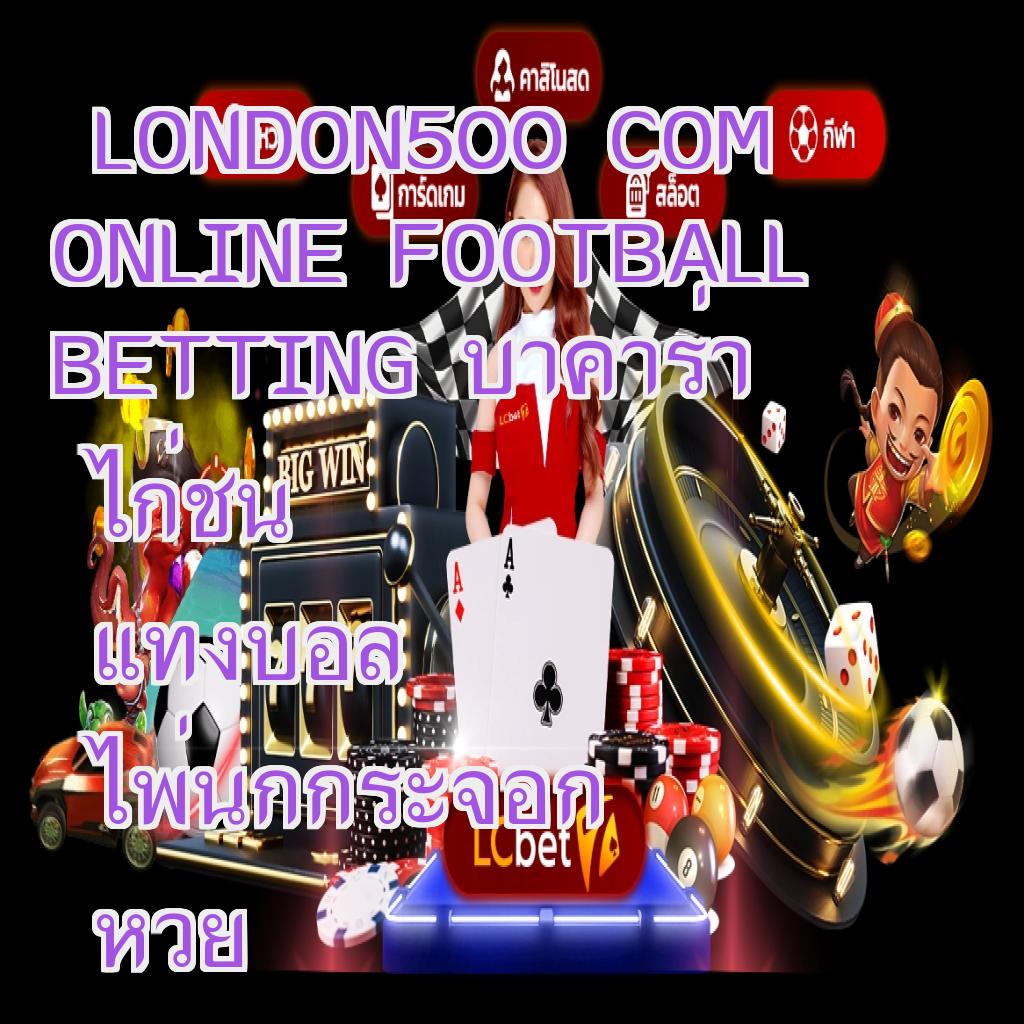 คาสิโนสด
LONDON500 COM
กีฬา
การ์ดเกม
สล็อต
ONLINE FOOTBALL
BETTING บาคาร่า
LCbet
BIG WIN
ไก่ชน
A
A
แทงบอล
ไพ่นกกระจอก
LCbet
8
หวย